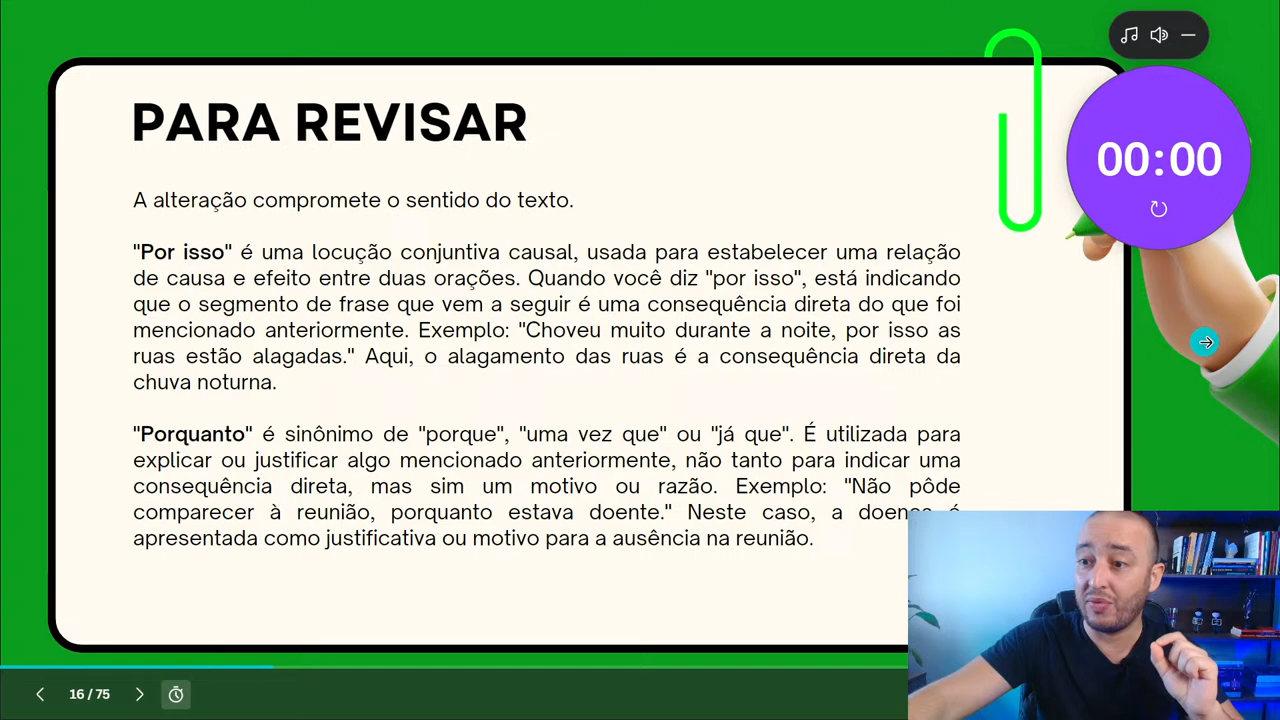 00:00
PARA REVISAR
A alteração compromete o sentido do texto.
"Por isso" é uma locução conjuntiva causal, usada para estabelecer uma relação
de causa e efeito entre duas orações. Quando você diz "por isso", está indicando
que o segmento de frase que vem a seguir é uma consequência direta do que foi
mencionado anteriormente. Exemplo: "Choveu muito durante a noite, por isso as
ruas estão alagadas." Aqui, o alagamento das ruas é a consequência direta da
chuva noturna.
"Porquanto" é sinônimo de "porque", "uma vez que" ou "já que". É utilizada para
explicar ou justificar algo mencionado anteriormente, não tanto para indicar uma
consequência direta, mas sim um motivo ou razão. Exemplo: "Não pôde
comparecer à reunião, porquanto estava doente." Neste caso, a doença é
apresentada como justificativa ou motivo para a ausência na reunião.
16 / 75